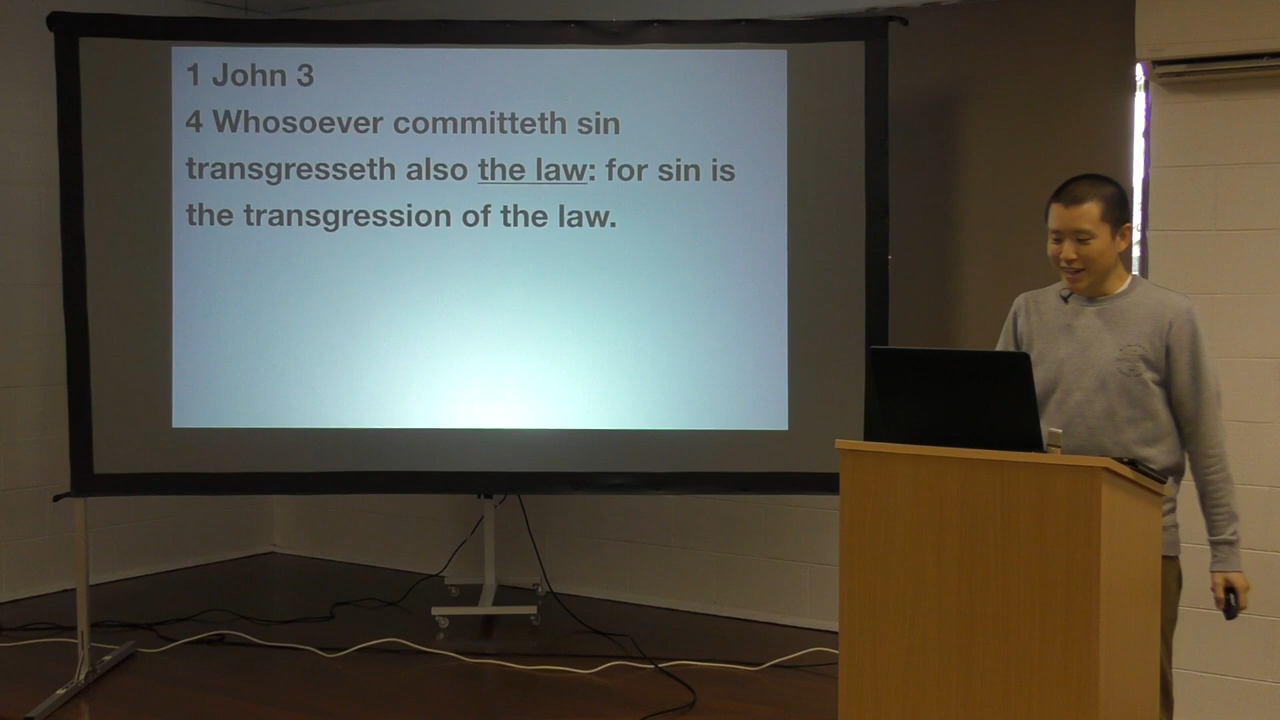 1 John 3
4 Whosoever committeth sin
transgresseth also the law: for sin is
the transgression of the law.